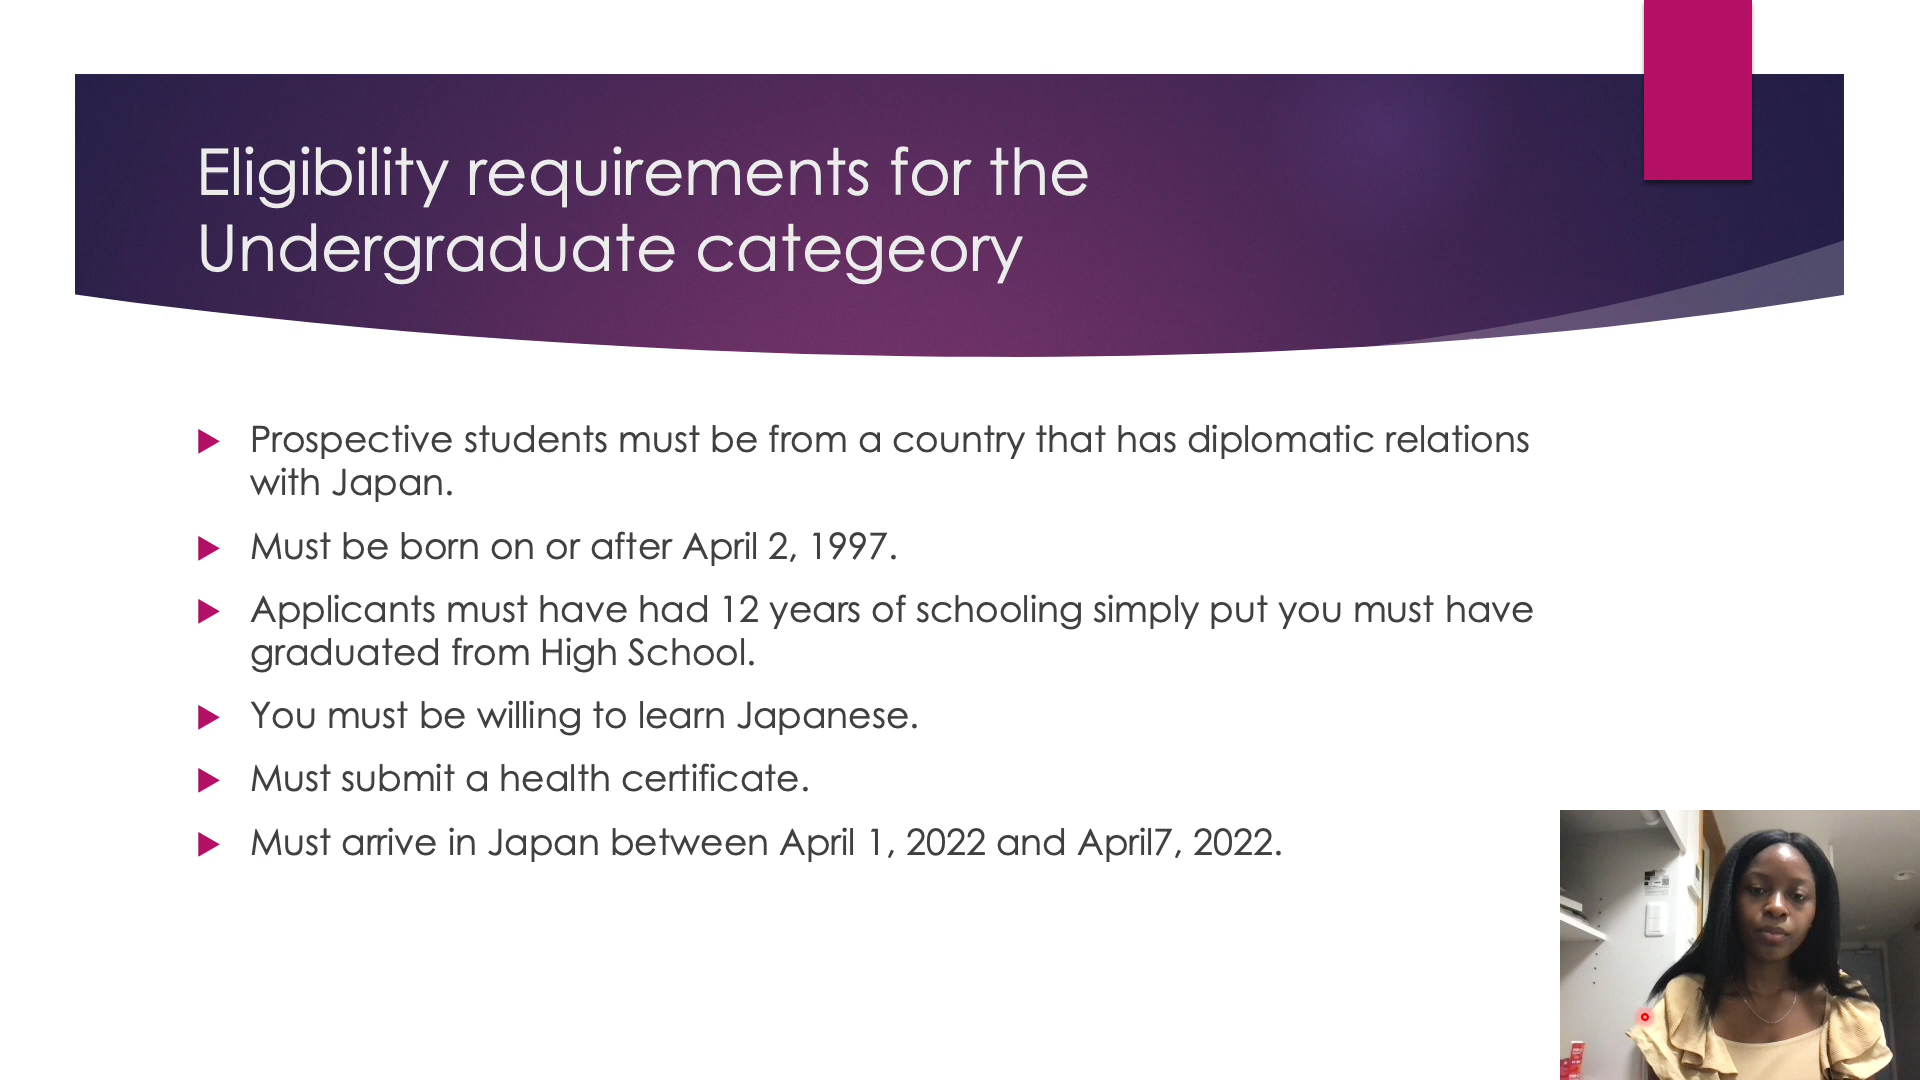 Eligibility requirements for the
Undergraduate categeory
Prospective students must be from a country that has diplomatic relations
with Japan.
Must be born on or after April 2, 1997.
Applicants must have had 12 years of schooling simply put you must have
graduated from High School.
You must be willing to learn Japanese.
Must submit a health certificate.
Must arrive in Japan between April 1, 2022 and April7, 2022.